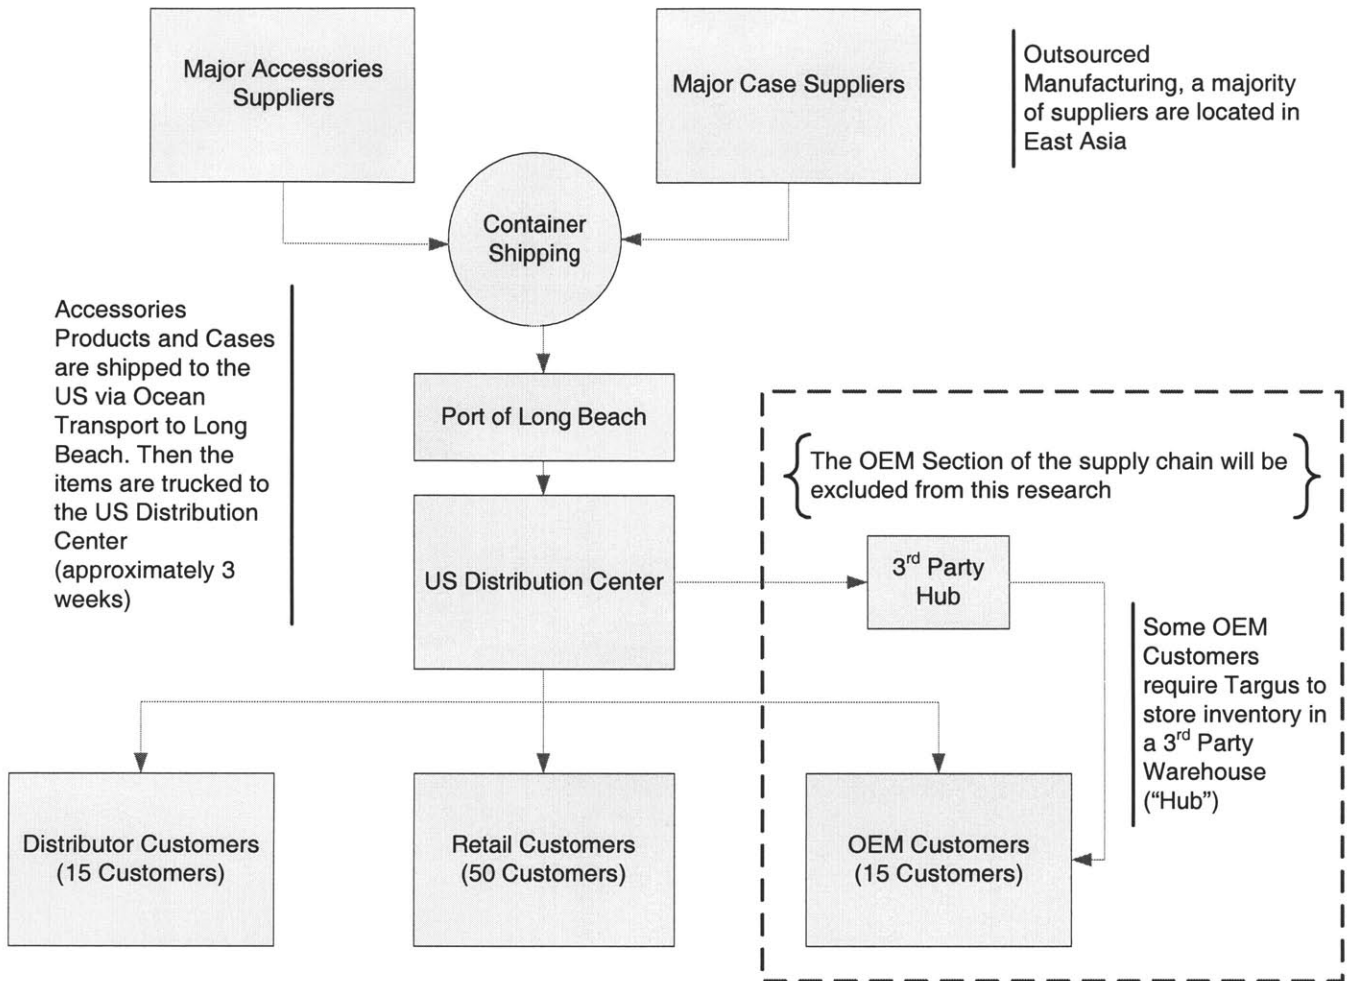 Major Accessories
Suppliers
Major Case Suppliers
Outsourced
Manufacturing, a majority
of suppliers are located in
East Asia
Container
Shipping
Accessories
Products and Cases
are shipped to the
US via Ocean
Transport to Long
Beach. Then the
items are trucked to
the US Distribution
Center
(approximately 3
weeks)
Port of Long Beach
The OEM Section of the supply chain will be
excluded from this research
US Distribution Center
3rd Party
Hub
Some OEM
Customers
require Targus to
store inventory in
a 3rd Party
Warehouse
(“Hub”)
Distributor Customers
(15 Customers)
Retail Customers
(50 Customers)
OEM Customers
(15 Customers)